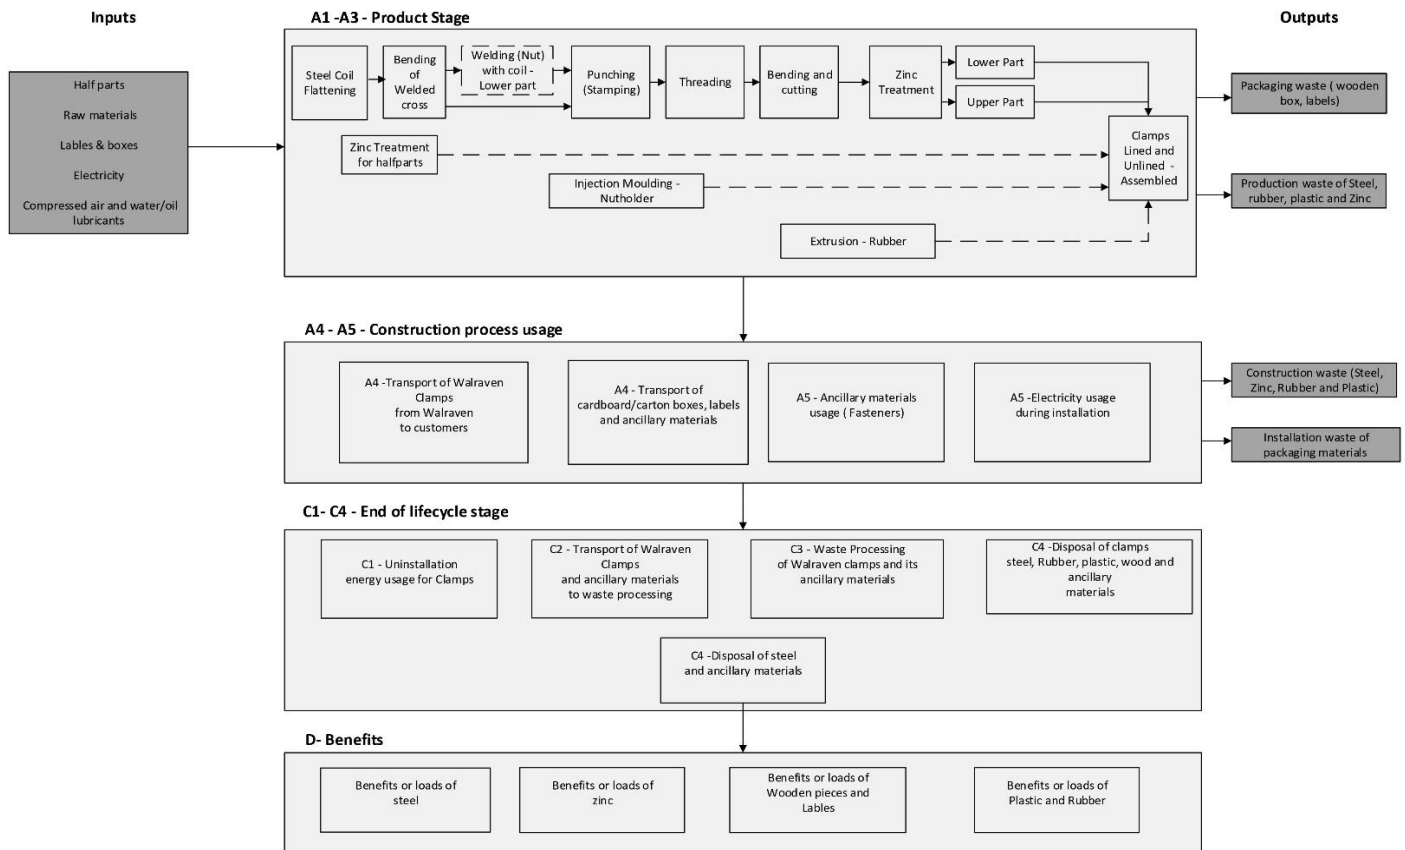 Inputs
A1 -A3 - Product Stage
Outputs
Half parts
Raw materials
Lables & boxes
Electricity
Compressed air and water/oil
lubricants
Steel Coil
Flattening
Bending
of
Welded
cross
Welding (Nut)
with coil -
Lower part
Punching
(Stamping)
Threading
Bending and
cutting
Zinc
Treatment
Lower Part
Upper Part
Clamps
Lined and
Unlined -
Assembled
Zinc Treatment
for halfparts
Injection Moulding -
Nutholder
Extrusion - Rubber
Packaging waste ( wooden
box, labels)
Production waste of Steel,
rubber, plastic and Zinc
A4 - A5 - Construction process usage
A4 -Transport of Walraven
Clamps
from Walraven
to customers
A4 - Transport of
cardboard/carton boxes, labels
and ancillary materials
A5 - Ancillary materials
usage ( Fasteners)
A5 -Electricity usage
during installation
Construction waste (Steel,
Zinc, Rubber and Plastic)
Installation waste of
packaging materials
C1- C4 - End of lifecycle stage
C1 - Uninstallation
energy usage for Clamps
C2 - Transport of Walraven
Clamps
and ancillary materials
to waste processing
C3 - Waste Processing
of Walraven clamps and its
ancillary materials
C4 -Disposal of clamps
steel, Rubber, plastic, wood and
ancillary
materials
C4 -Disposal of steel
and ancillary materials
D- Benefits
Benefits or loads of
steel
Benefits or loads of
zinc
Benefits or loads of
Wooden pieces and
Lables
Benefits or loads of
Plastic and Rubber